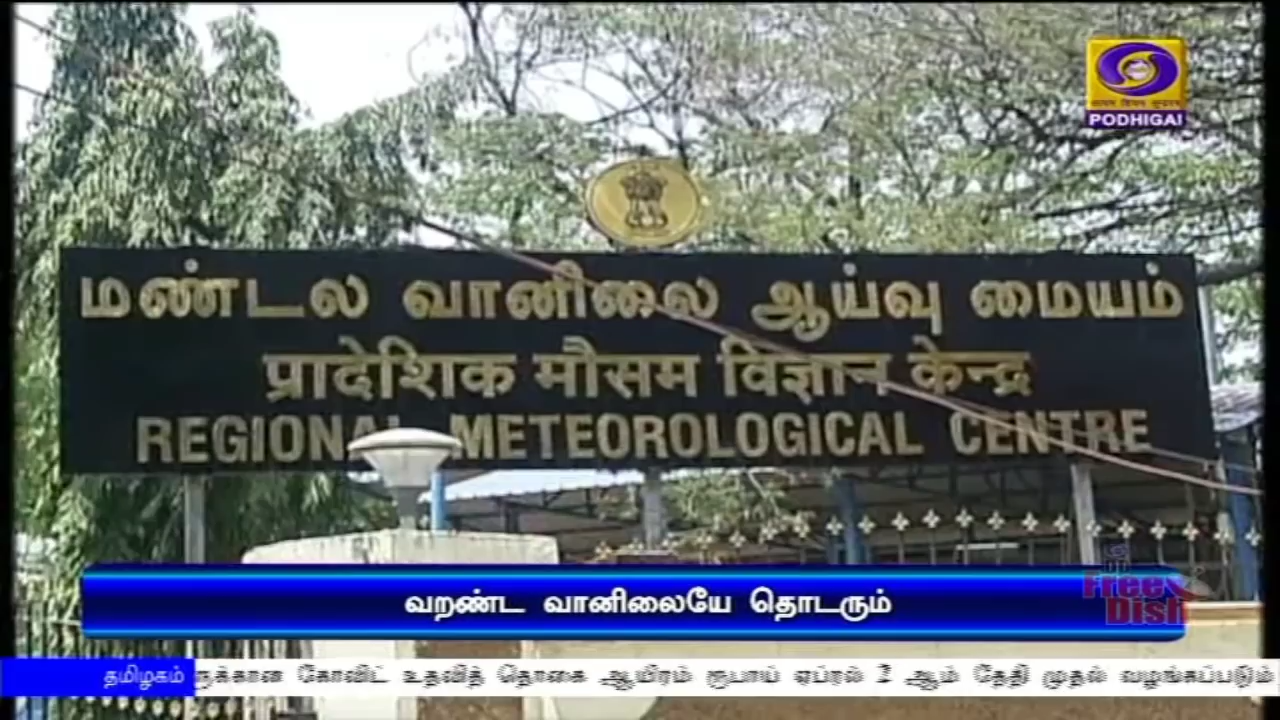 PODHIGAI
மண்டல வானிலை ஆய்வு மையம்
प्रादेशिक मौसम विज्ञान केन्द्र
REGIONAL METEOROLOGICAL CENTRE
வறண்ட வானிலையே தொடரும்
Free
Dish
தமிழகம் ருக்கான கோவிட் உதவித் தொகை ஆயிரம் ரூபாய் ஏப்ரல் 2 ஆம் தேதி முதல் வழங்கப்படும்